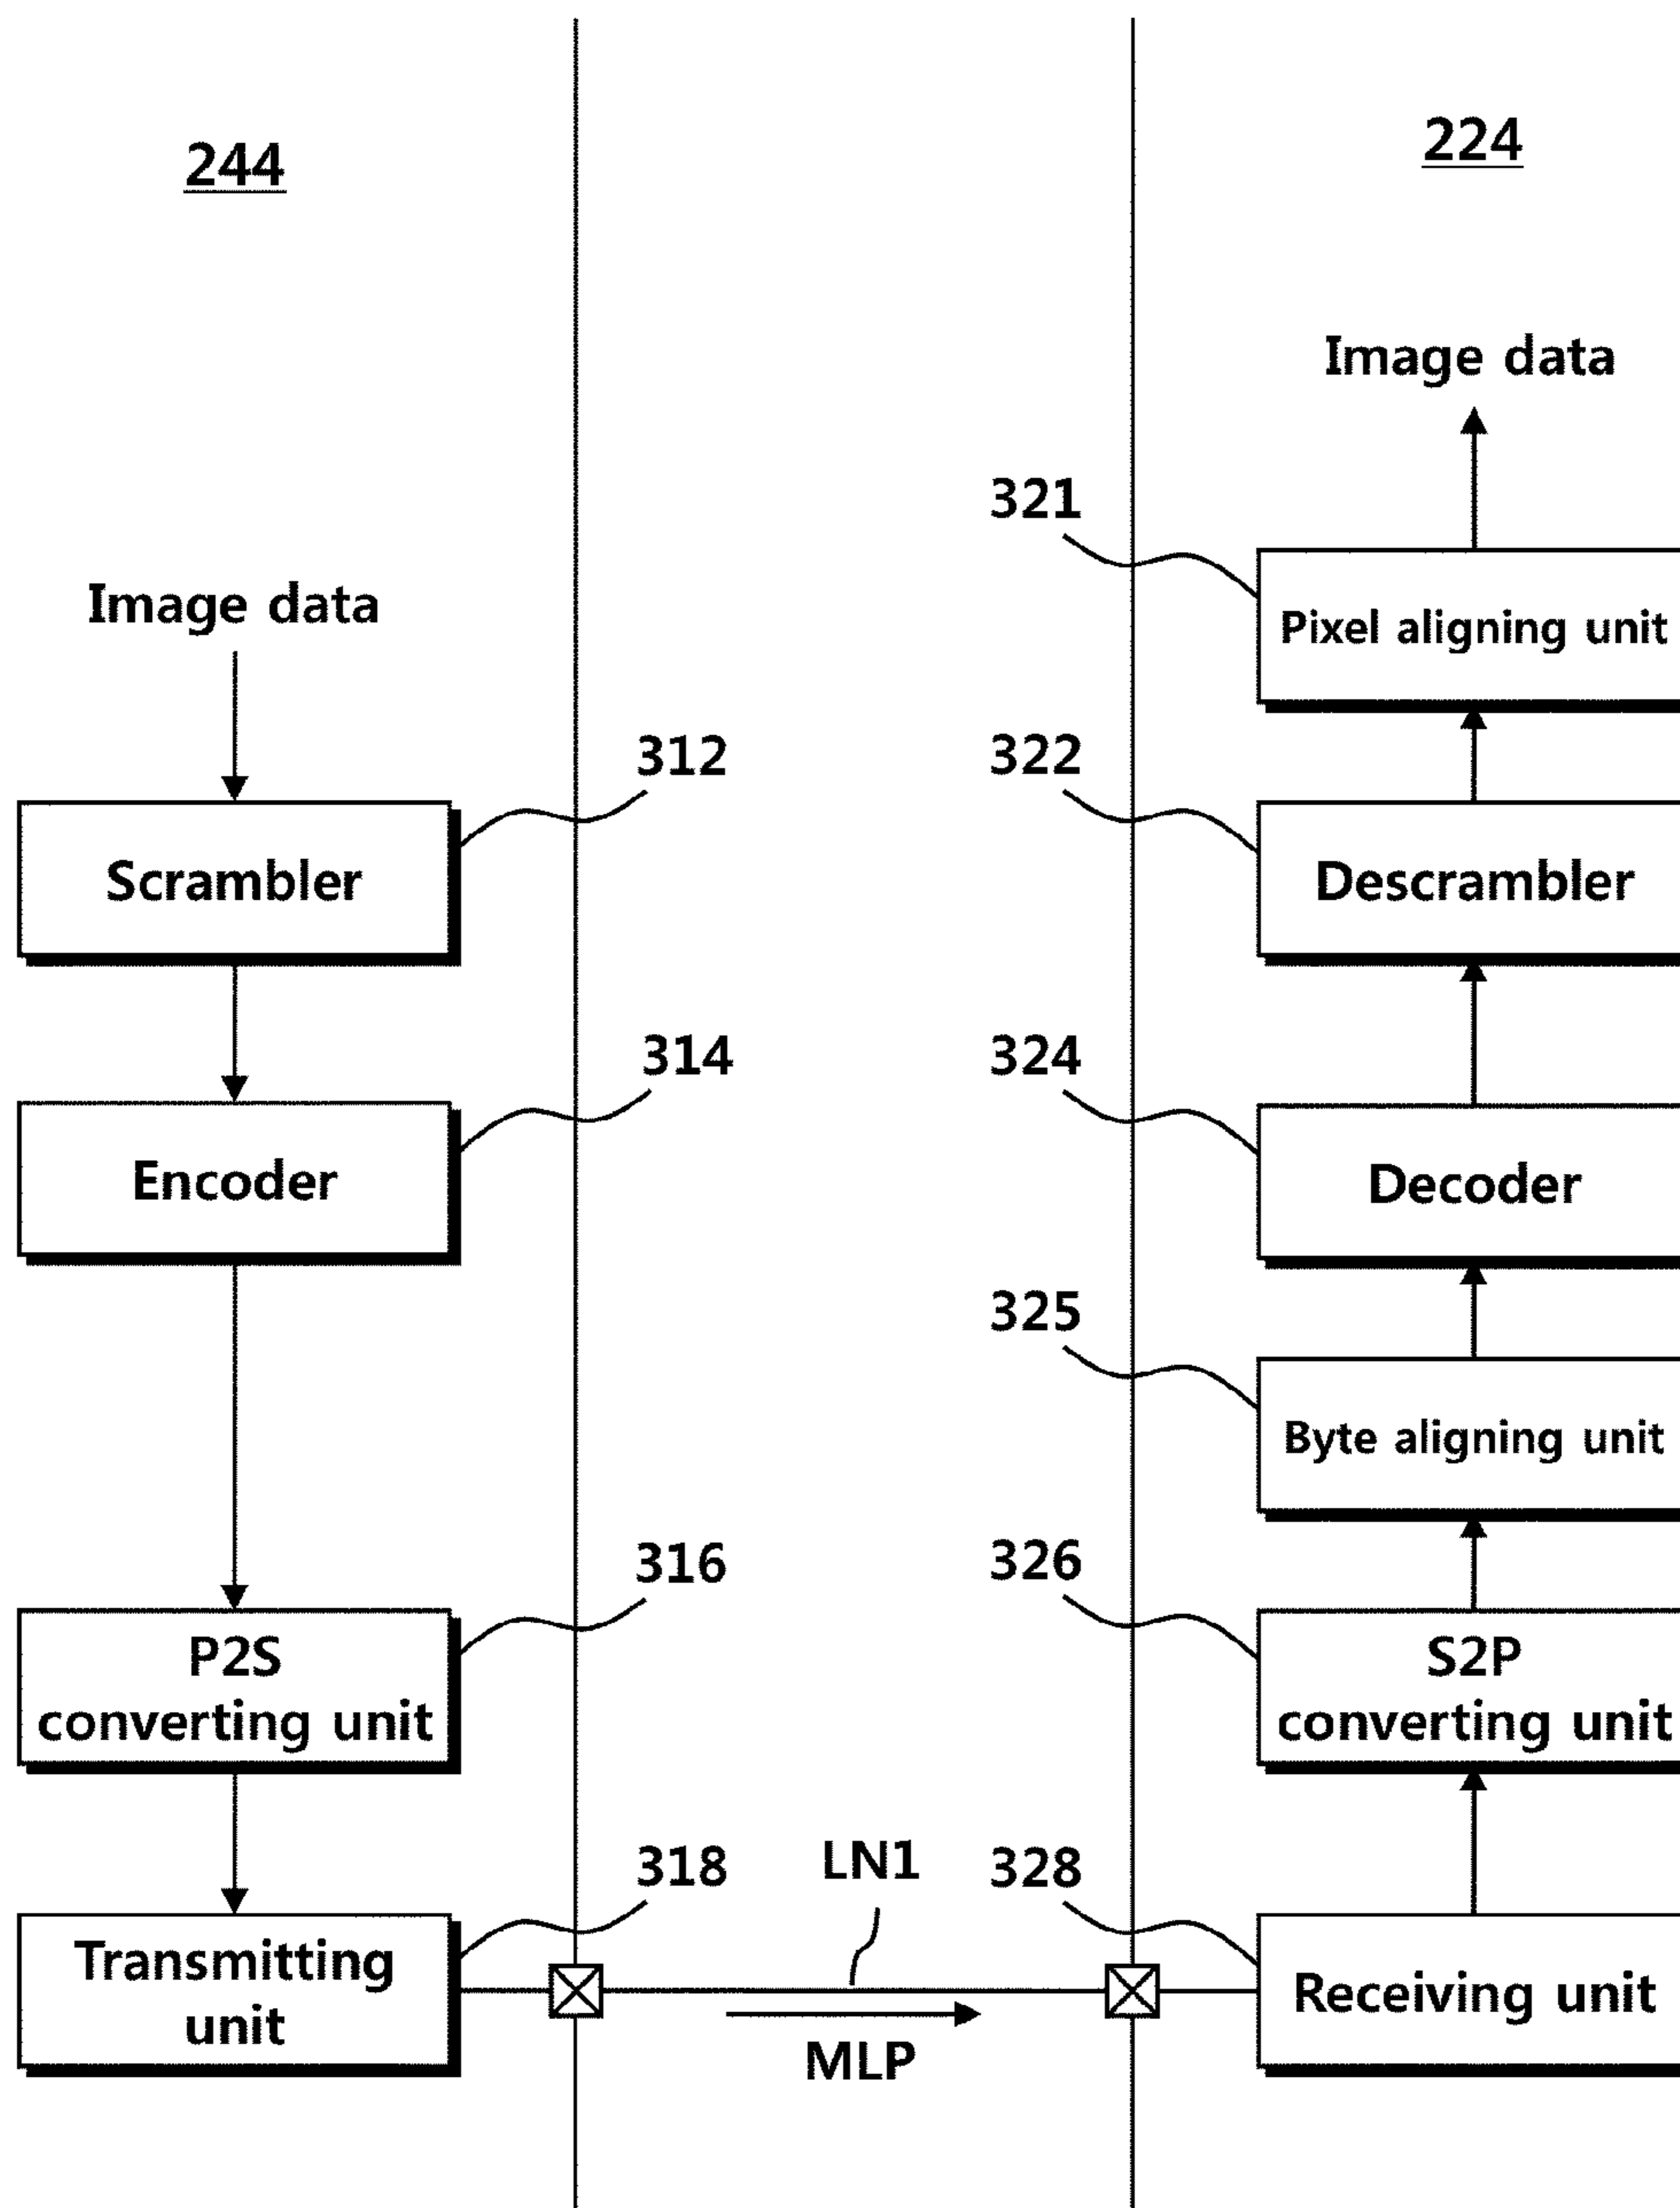 244
224
Image data
321
Image data
Pixel aligning unit
312
322
Scrambler
Descrambler
314
324
Encoder
Decoder
325
Byte aligning unit
316
326
P2S
converting unit
S2P
converting unit
318
LN1
328
Transmitting
unit
Receiving unit
MLP